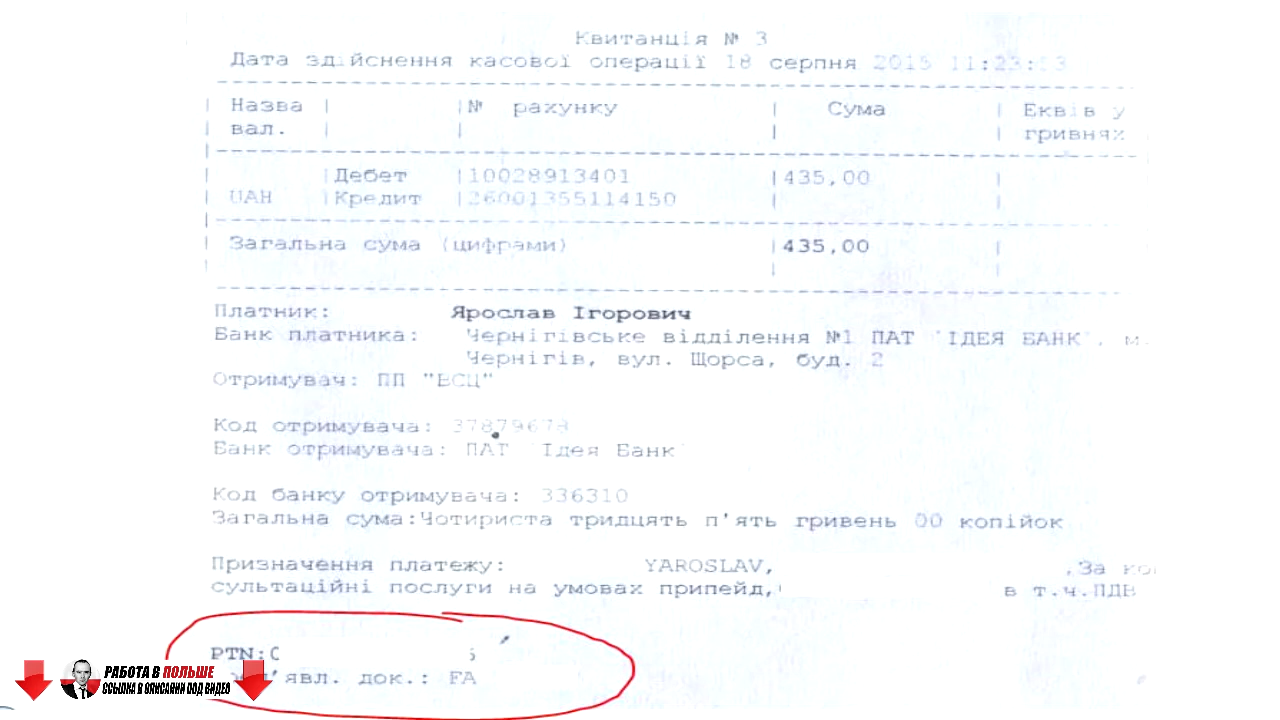 Квитанція № 3
Дата здійснення касової операції 18 серпня 2015 11:23:53
Назва вал. № рахунку Сума Еквів у гривнях
Дебет 10028913401 435,00
UAH Кредит 26001355114150
Загальна сума (цифрами) 435,00
Платник: Ярослав Ігорович
Банк платника: Чернігівське відділення №1 ПАТ 'ІДЕЯ БАНК', м.
Чернігів, вул. Щорса, буд. 2
Отримувач: ПП "ВСЦ"
Код отримувача: 37879678
Банк отримувача: ПАТ 'Ідея Банк'
Код банку отримувача: 336310
Загальна сума:Чотириста тридцять п'ять гривень 00 копійок
Призначення платежу: YAROSLAV, ,За кон
сультаційні послуги на умовах припейд, в т.ч.ПДВ
PTN:
док.: FA
РАБОТА В ПОЛЬШЕ
ССЫЛКА В ОПИСАНИИ ПОД ВИДЕО